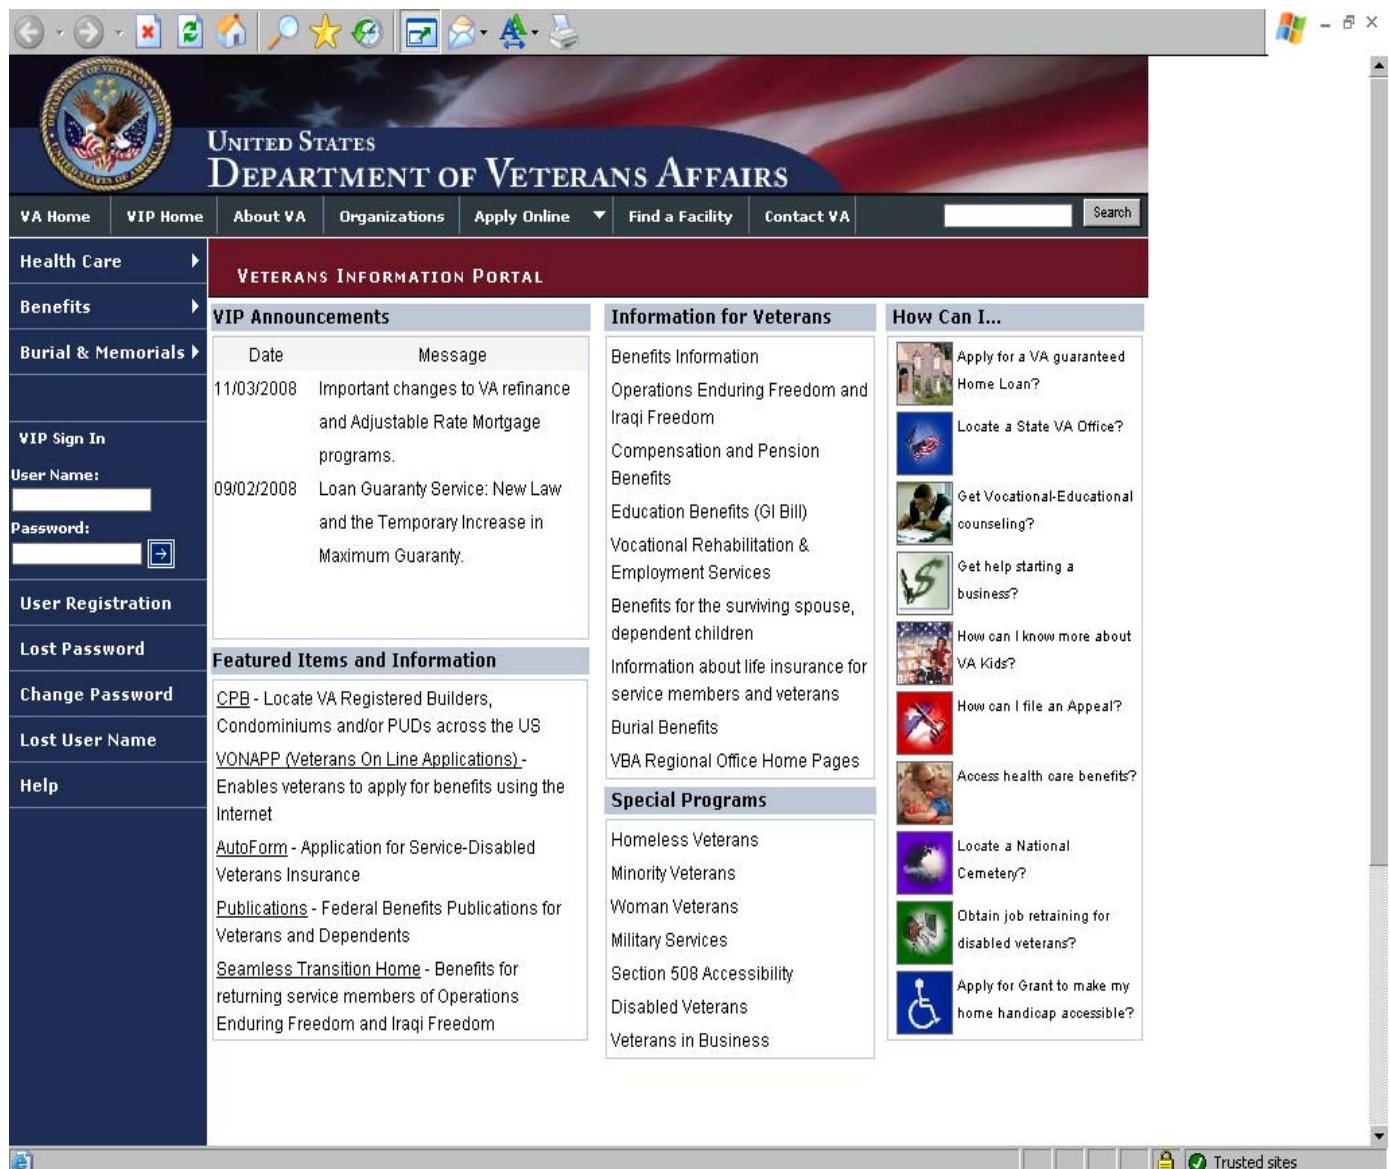 UNITED STATES
DEPARTMENT OF VETERANS AFFAIRS
VA Home
VIP Home
About VA
Organizations
Apply Online
Find a Facility
Contact VA
Search
Health Care
Benefits
Burial & Memorials
VIP Sign In
User Name:
Password:
User Registration
Lost Password
Change Password
Lost User Name
Help
VETERANS INFORMATION PORTAL
VIP Announcements
Date Message
11/03/2008 Important changes to VA refinance
and Adjustable Rate Mortgage
programs.
09/02/2008 Loan Guaranty Service: New Law
and the Temporary Increase in
Maximum Guaranty.
Featured Items and Information
CPB - Locate VA Registered Builders,
Condominiums and/or PUDs across the US
VONAPP (Veterans On Line Applications) -
Enables veterans to apply for benefits using the
Internet
AutoForm - Application for Service-Disabled
Veterans Insurance
Publications - Federal Benefits Publications for
Veterans and Dependents
Seamless Transition Home - Benefits for
returning service members of Operations
Enduring Freedom and Iraqi Freedom
Information for Veterans
Benefits Information
Operations Enduring Freedom and
Iraqi Freedom
Compensation and Pension
Benefits
Education Benefits (GI Bill)
Vocational Rehabilitation &
Employment Services
Benefits for the surviving spouse,
dependent children
Information about life insurance for
service members and veterans
Burial Benefits
VBA Regional Office Home Pages
Special Programs
Homeless Veterans
Minority Veterans
Woman Veterans
Military Services
Section 508 Accessibility
Disabled Veterans
Veterans in Business
How Can I...
Apply for a VA guaranteed
Home Loan?
Locate a State VA Office?
Get Vocational-Educational
counseling?
Get help starting a
business?
How can I know more about
VA Kids?
How can I file an Appeal?
Access health care benefits?
Locate a National
Cemetery?
Obtain job retraining for
disabled veterans?
Apply for Grant to make my
home handicap accessible?
Trusted sites